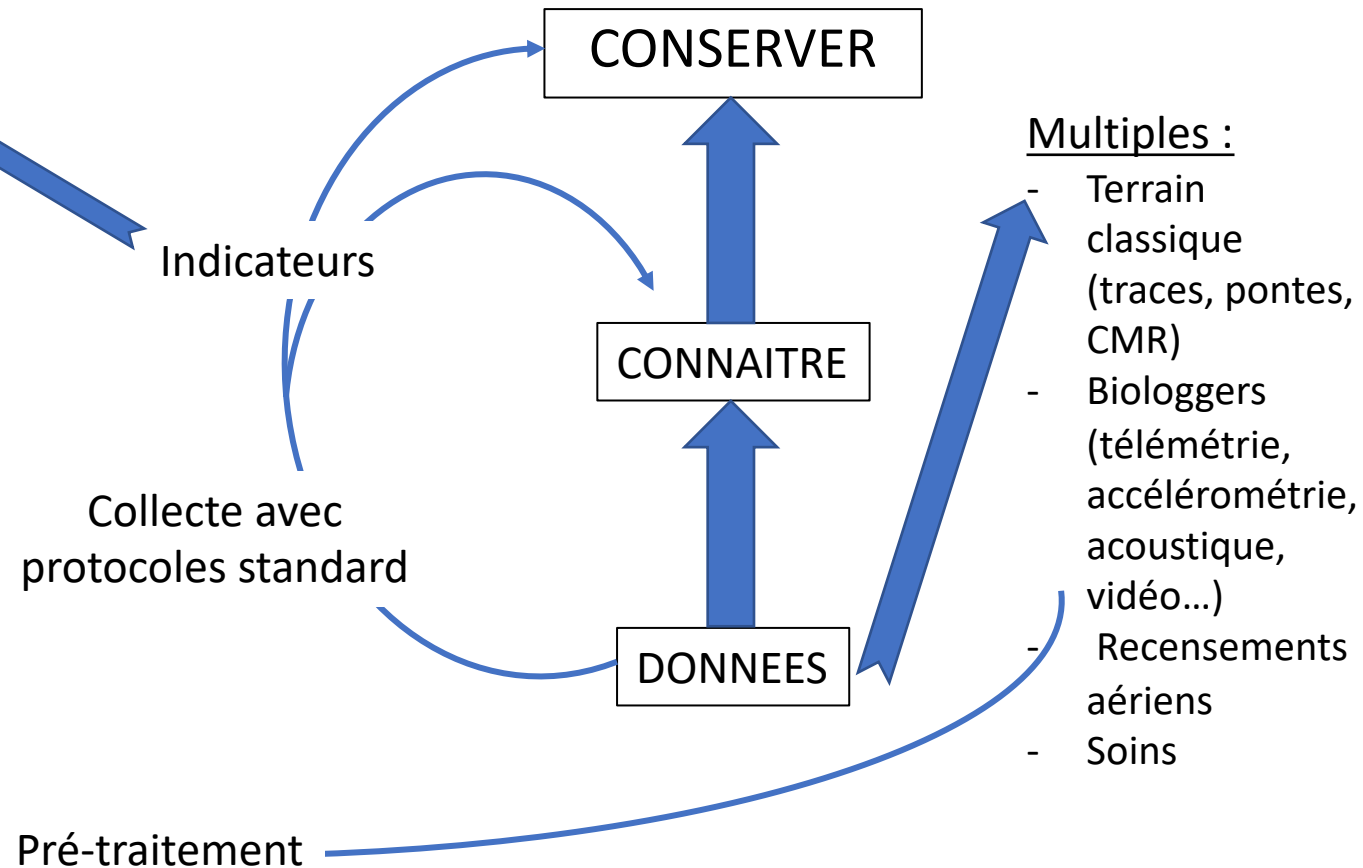 CONSERVER
Multiples :
- Terrain
classique
(traces, pontes,
CMR)
- Biologgers
(télémétrie,
accélérométrie,
acoustique,
vidéo…)
- Recensements
aériens
- Soins
Indicateurs
CONNAITRE
Collecte avec
protocoles standard
DONNEES
Pré-traitement